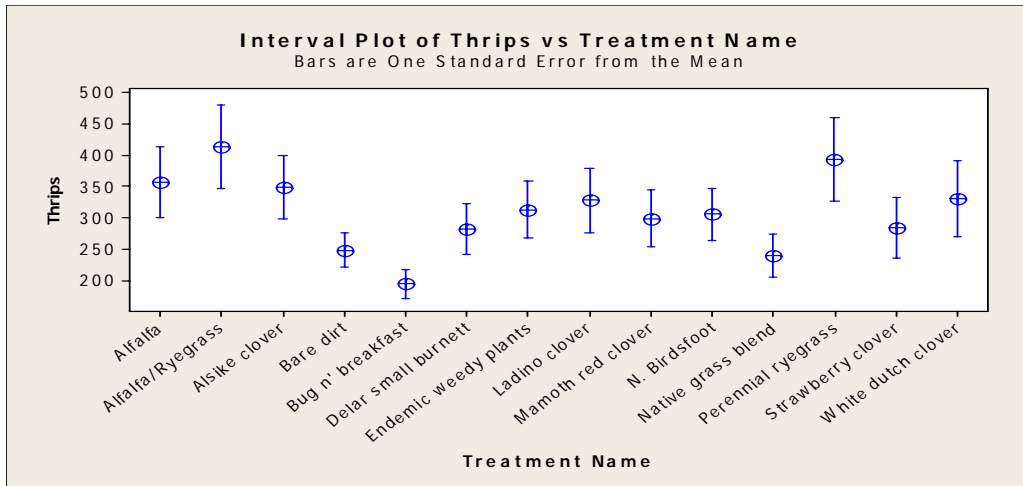 Interval Plot of Thrips vs Treatment Name
Bars are One Standard Error from the Mean
500
450
400
350
300
250
200
Thrips
Alfalfa
Alfalfa/Ryegrass
Alsike clover
Bare dirt
Bug n' breakfast
Delar small burnett
Endemic weedy plants
Ladino clover
Mamoth red clover
N. Birdsfoot
Native grass blend
Perennial ryegrass
Strawberry clover
White dutch clover
Treatment Name